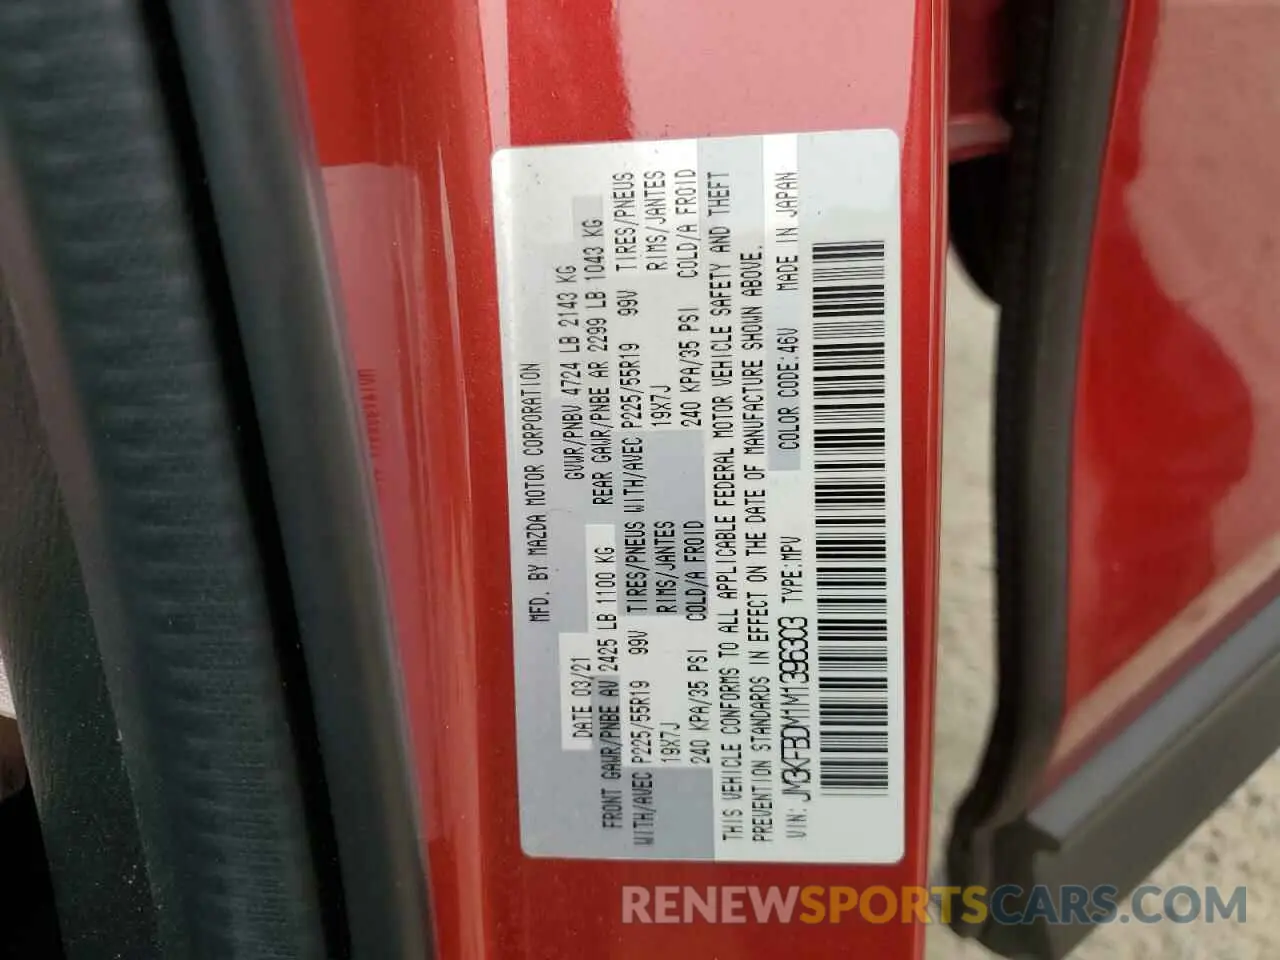 MFD. BY MAZDA MOTOR CORPORATION
DATE 03/21 GVWR/PNBV 4724 LB 2143 KG
FRONT GAWR/PNBE AV 2425 LB 1100 KG REAR GAWR/PNBE AR 2299 LB 1043 KG
WITH/AVEC P225/55R19 99V TIRES/PNEUS WITH/AVEC P225/55R19 99V TIRES/PNEUS
19X7J RIMS/JANTES 19X7J RIMS/JANTES
240 KPA/35 PSI COLD/A FROID 240 KPA/35 PSI COLD/A FROID
THIS VEHICLE CONFORMS TO ALL APPLICABLE FEDERAL MOTOR VEHICLE SAFETY AND THEFT
PREVENTION STANDARDS IN EFFECT ON THE DATE OF MANUFACTURE SHOWN ABOVE.
VIN: JM3KFBDM1M1396303 TYPE:MPV COLOR CODE:46V MADE IN JAPAN
RENEWSPORTSCARS.COM